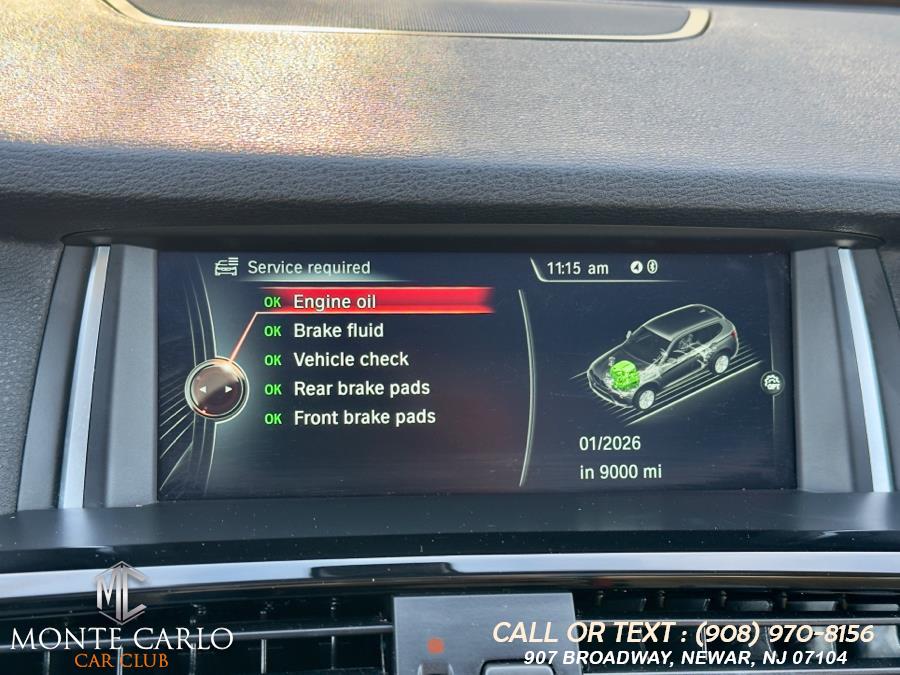 Service required
11:15 am
OK Engine oil
OK Brake fluid
OK Vehicle check
OK Rear brake pads
OK Front brake pads
01/2026
in 9000 mi
MC
MONTE CARLO
CAR CLUB
CALL OR TEXT : (908) 970-8156
907 BROADWAY, NEWAR, NJ 07104